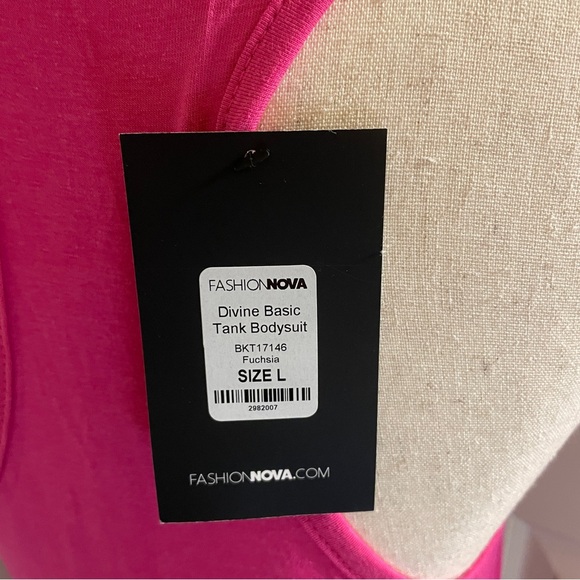 FASHIONNOVA
Divine Basic
Tank Bodysuit
BKT17146
Fuchsia
SIZE L
2982007
FASHIONNOVA.COM